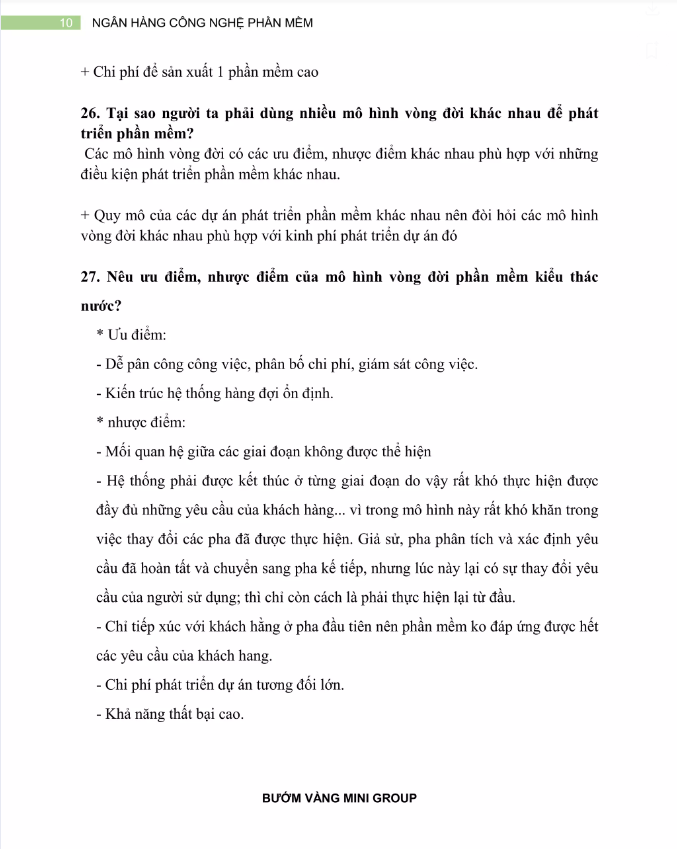 10 NGÂN HÀNG CÔNG NGHỆ PHẦN MỀM
+ Chi phí để sản xuất 1 phần mềm cao
26. Tại sao người ta phải dùng nhiều mô hình vòng đời khác nhau để phát
triển phần mềm?
Các mô hình vòng đời có các ưu điểm, nhược điểm khác nhau phù hợp với những
điều kiện phát triển phần mềm khác nhau.
+ Quy mô của các dự án phát triển phần mềm khác nhau nên đòi hỏi các mô hình
vòng đời khác nhau phù hợp với kinh phí phát triển dự án đó
27. Nêu ưu điểm, nhược điểm của mô hình vòng đời phần mềm kiểu thác
nước?
* Ưu điểm:
- Dễ pân công công việc, phân bố chi phí, giám sát công việc.
- Kiến trúc hệ thống hàng đợi ổn định.
* nhược điểm:
- Mối quan hệ giữa các giai đoạn không được thể hiện
- Hệ thống phải được kết thúc ở từng giai đoạn do vậy rất khó thực hiện được
đầy đủ những yêu cầu của khách hàng... vì trong mô hình này rất khó khăn trong
việc thay đổi các pha đã được thực hiện. Giả sử, pha phân tích và xác định yêu
cầu đã hoàn tất và chuyển sang pha kế tiếp, nhưng lúc này lại có sự thay đổi yêu
cầu của người sử dụng; thì chỉ còn cách là phải thực hiện lại từ đầu.
- Chỉ tiếp xúc với khách hằng ở pha đầu tiên nên phần mềm ko đáp ứng được hết
các yêu cầu của khách hang.
- Chi phí phát triển dự án tương đối lớn.
- Khả năng thất bại cao.
BƯỚM VÀNG MINI GROUP